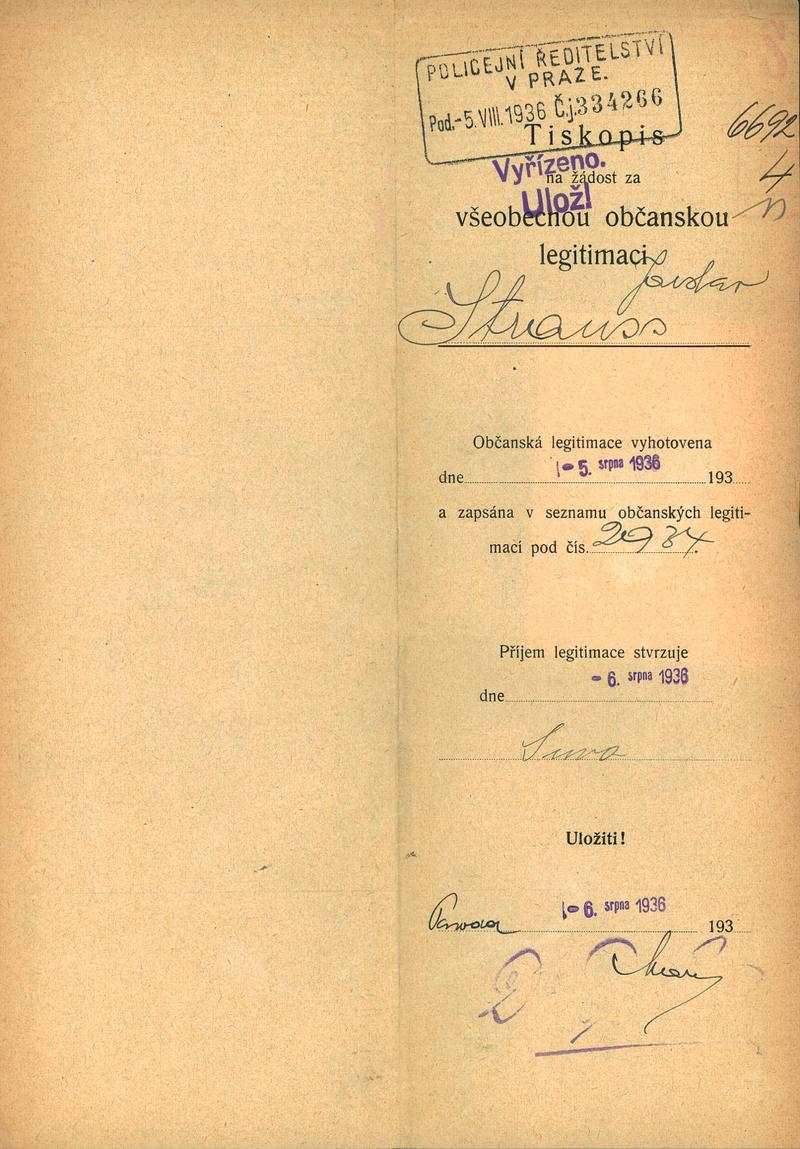 POLICEJNÍ ŘEDITELSTVÍ
V PRAZE.
Pod.-5.VIII.1936 Č.j.334266
6692
4
Tiskopis
Vyřízeno.
na žádost za
Uložl
všeobecnou občanskou
legitimaci
Strauss
Občanská legitimace vyhotovena
dne - 5. srpna 1936 193
a zapsána v seznamu občanských legiti-
mací pod čís. 2934.
Příjem legitimace stvrzuje
dne - 6. srpna 1936
Uložiti!
- 6. srpna 1936 193